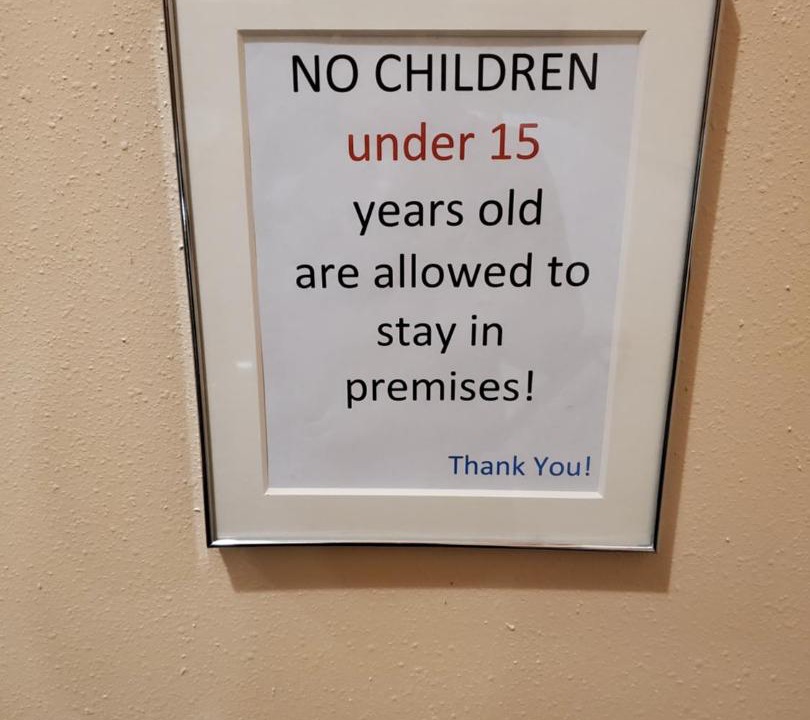 NO CHILDREN
under 15
years old
are allowed to
stay in
premises!
Thank You!